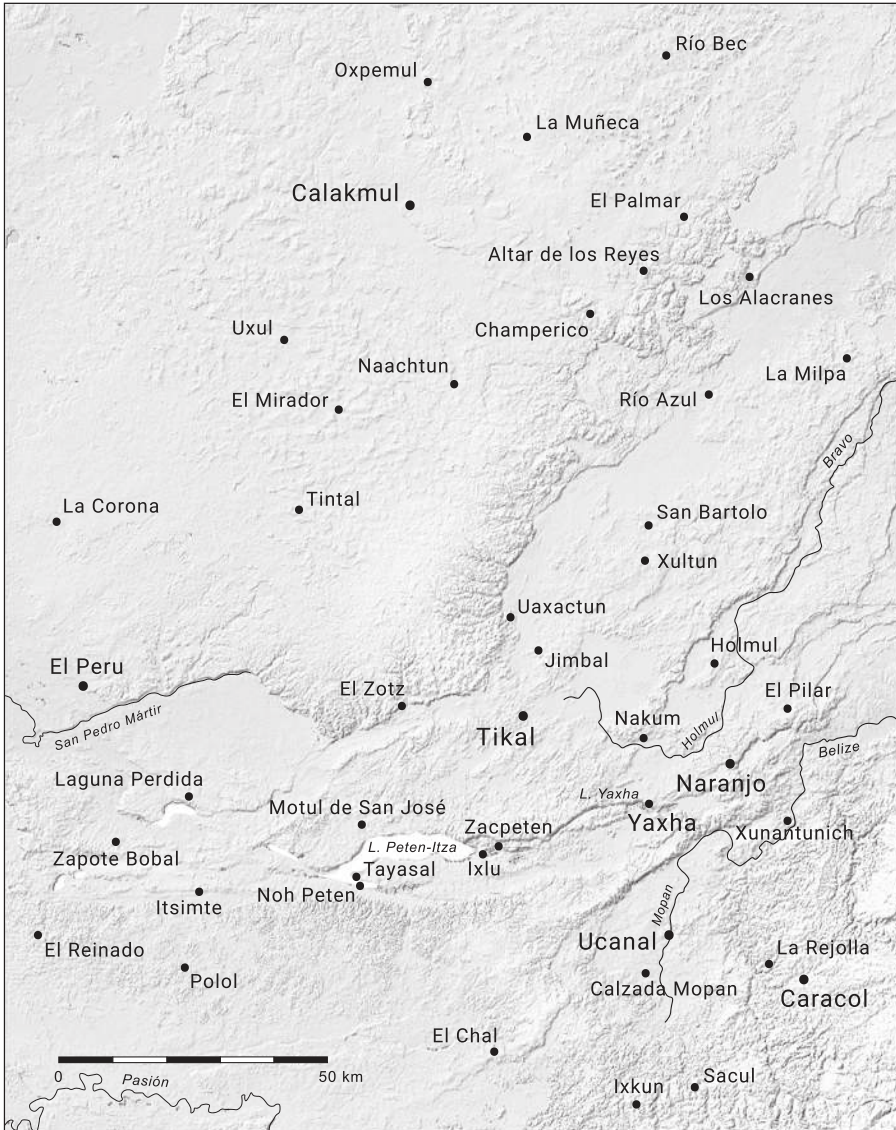 Río Bec
Oxpemul
La Muñeca
Calakmul
El Palmar
Altar de los Reyes
Los Alacranes
Champerico
Uxul
Naachtun
La Milpa
El Mirador
Río Azul
Bravo
La Corona
Tintal
San Bartolo
Xultun
Uaxactun
Jimbal
Holmul
El Peru
El Zotz
El Pilar
San Pedro Mártir
Nakum
Holmul
Tikal
Belize
Laguna Perdida
Naranjo
L. Yaxha
Motul de San José
Yaxha
Zacpeten
Xunantunich
L. Peten-Itza
Zapote Bobal
Ixlu
Tayasal
Noh Peten
Itsimte
Mopan
El Reinado
Ucanal
La Rejolla
Polol
Calzada Mopan
Caracol
El Chal
0
50 km
Pasión
Sacul
Ixkun